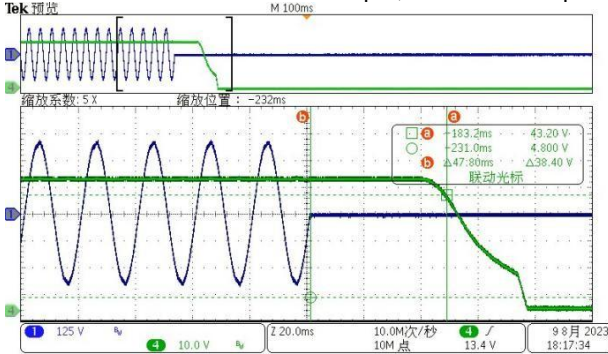 Tek 预览 M 100ms
1
4
缩放系数: 5 X 缩放位置: -232ms
b a
a -183.2ms 43.20 V
-231.0ms 4.800 V
b △47.80ms △38.40 V
联动光标
1
4
1 125 V 4 10.0 V
Z 20.0ms
10.0M次/秒
10M 点
4 ∫ 13.4 V
9 8月 2023
18:17:34